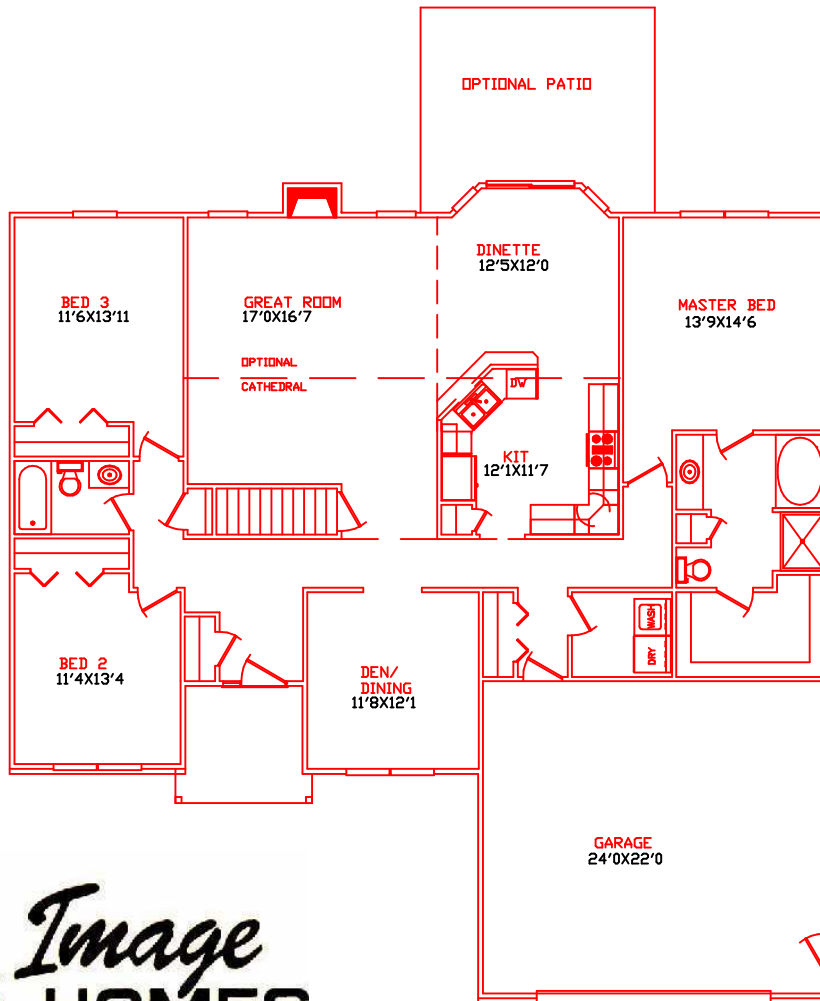 OPTIONAL PATIO
DINETTE
12'5X12'0
BED 3
11'6X13'11
GREAT ROOM
17'0X16'7
MASTER BED
13'9X14'6
OPTIONAL
CATHEDRAL
DW
KIT
12'1X11'7
WASH
DRY
BED 2
11'4X13'4
DEN/
DINING
11'8X12'1
GARAGE
24'0X22'0
Image
HOMES